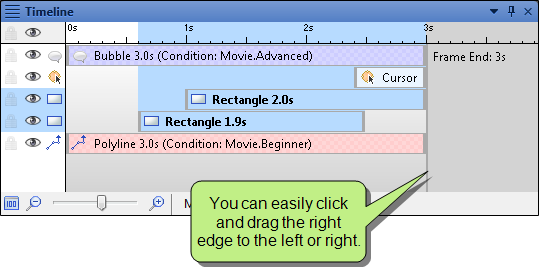 Timeline
0s 1s 2s 3s
Bubble 3.0s (Condition: Movie.Advanced)
Frame End: 3s
Cursor
Rectangle 2.0s
Rectangle 1.9s
Polyline 3.0s (Condition: Movie.Beginner)
100
You can easily click
and drag the right
edge to the left or right.